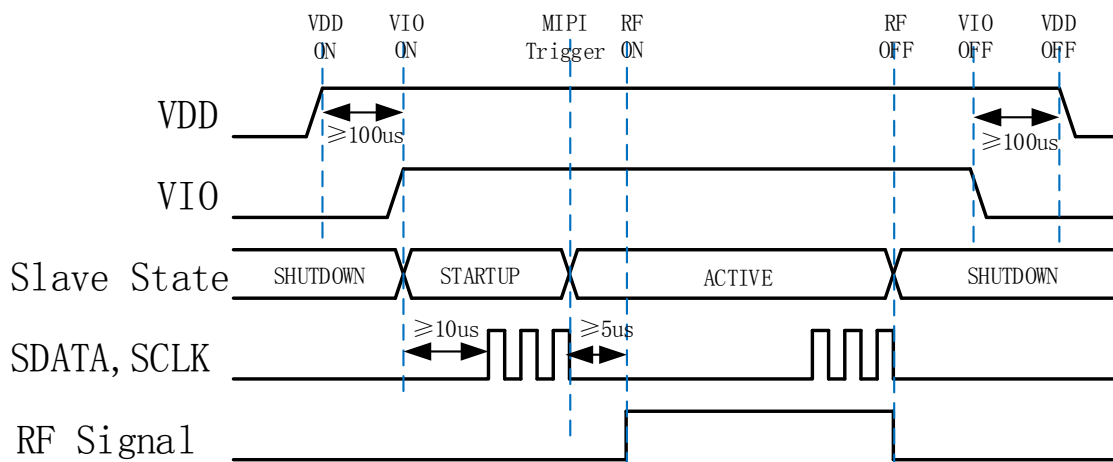 VDD VIO MIPI RF RF VIO VDD
ON ON Trigger ON OFF OFF OFF
VDD
≥100us ≥100us
VIO
Slave State SHUTDOWN STARTUP ACTIVE SHUTDOWN
≥10us ≥5us
SDATA,SCLK
RF Signal